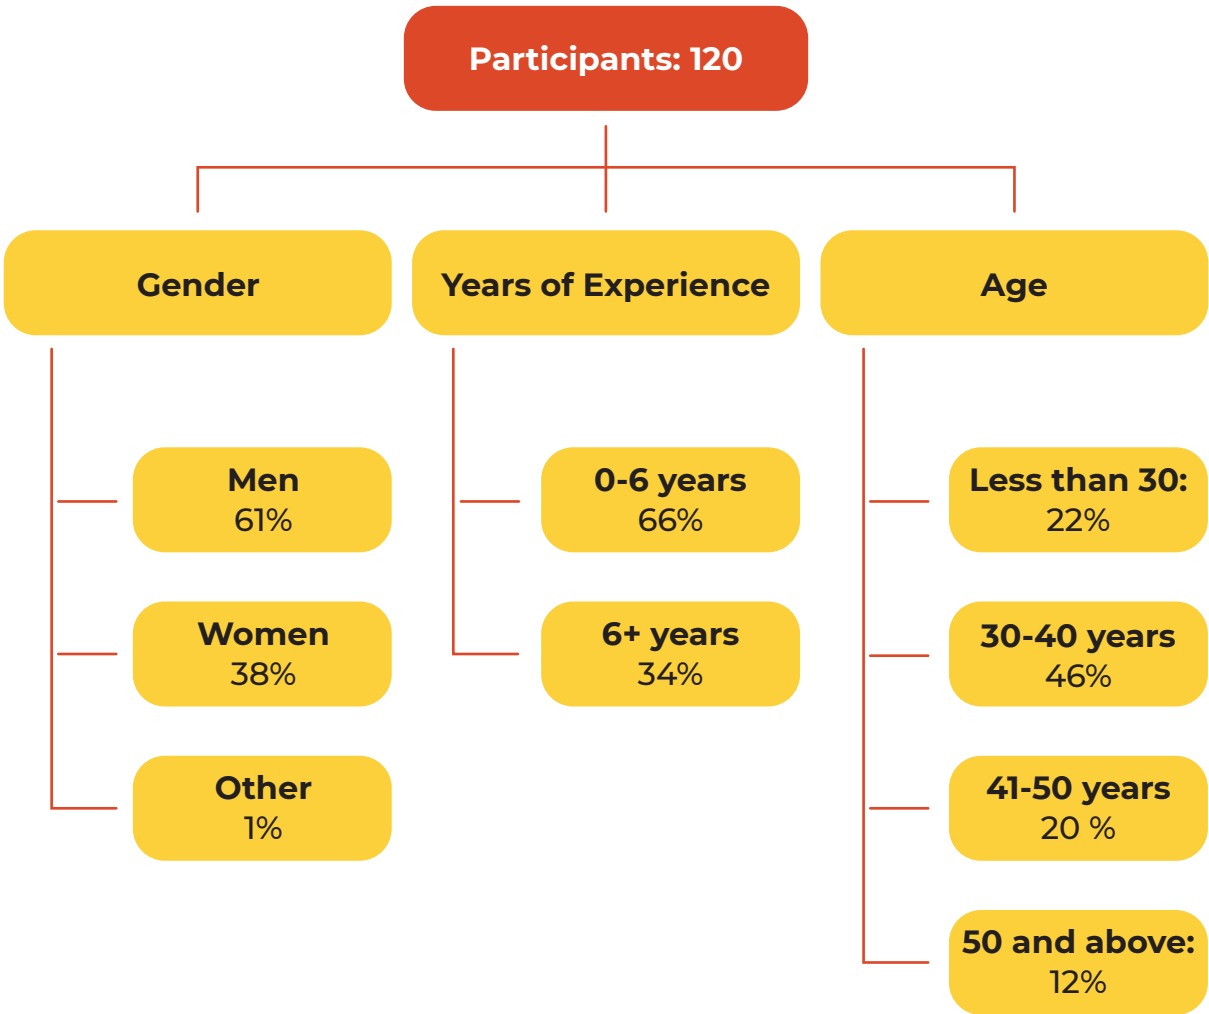 Participants: 120
Gender
Years of Experience
Age
Men
61%
Women
38%
Other
1%
0-6 years
66%
6+ years
34%
Less than 30:
22%
30-40 years
46%
41-50 years
20 %
50 and above:
12%